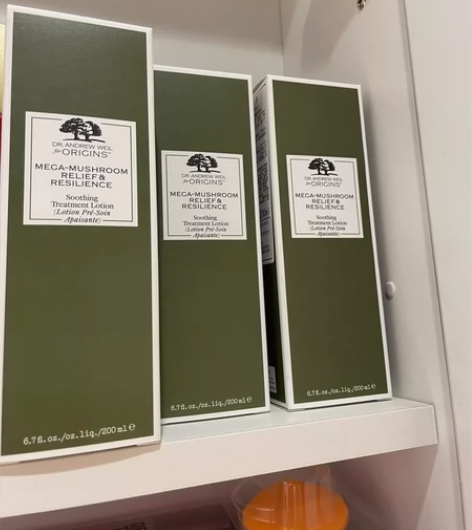 DR. ANDREW WEIL
for ORIGINS™
MEGA-MUSHROOM
RELIEF &
RESILIENCE
Soothing
Treatment Lotion
(Lotion Pré-Soin
Apaisante)
6.7 fl. oz./oz. liq./200 ml ℮
DR. ANDREW WEIL
for ORIGINS™
MEGA-MUSHROOM
RELIEF &
RESILIENCE
Soothing
Treatment Lotion
(Lotion Pré-Soin
Apaisante)
6.7 fl. oz./oz. liq./200 ml ℮
DR. ANDREW WEIL
for ORIGINS™
MEGA-MUSHROOM
RELIEF &
RESILIENCE
Soothing
Treatment Lotion
(Lotion Pré-Soin
Apaisante)
6.7 fl. oz./oz. liq./200 ml ℮